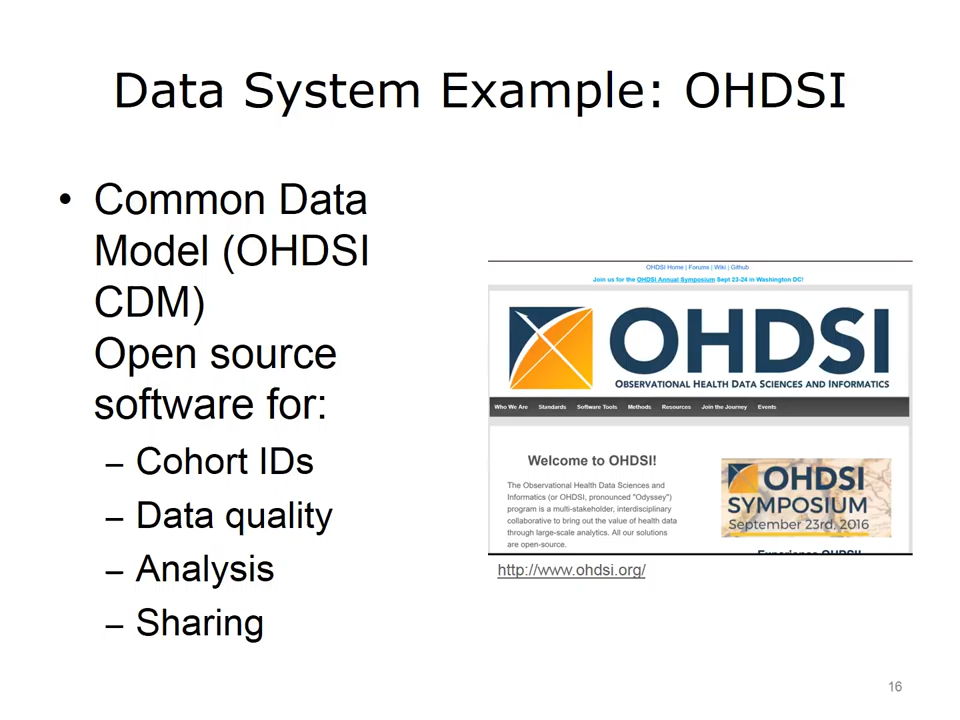 Data System Example: OHDSI
• Common Data
Model (OHDSI
CDM)
Open source
software for:
– Cohort IDs
– Data quality
– Analysis
– Sharing
OHDSI Home | Forums | Wiki | Github
Join us for the OHDSI Annual Symposium Sept 23-24 in Washington DC!
OHDSI
OBSERVATIONAL HEALTH DATA SCIENCES AND INFORMATICS
Who We Are Standards Software Tools Methods Resources Join the Journey Events
Welcome to OHDSI!
The Observational Health Data Sciences and
Informatics (or OHDSI, pronounced "Odyssey")
program is a multi-stakeholder, interdisciplinary
collaborative to bring out the value of health data
through large-scale analytics. All our solutions
are open-source.
OHDSI
SYMPOSIUM
September 23rd, 2016
Experience OHDSI!
http://www.ohdsi.org/
16